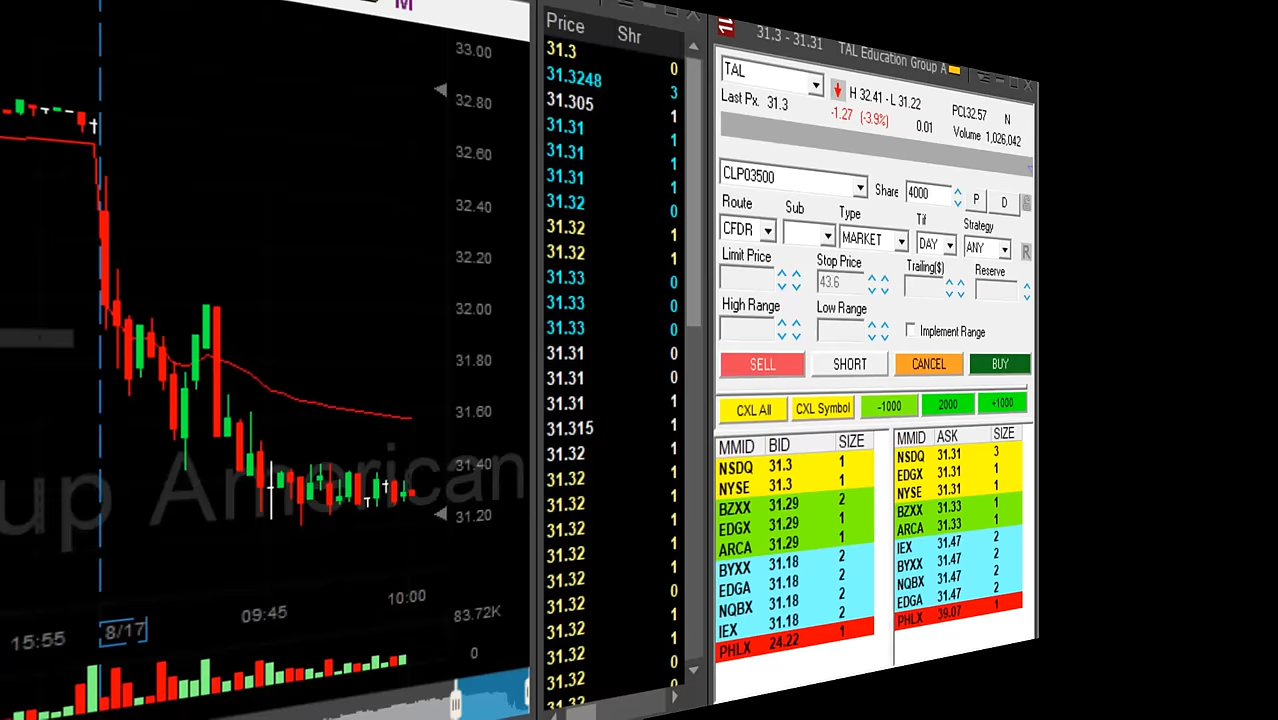 M
33.00
32.80
32.60
32.40
32.20
32.00
31.80
31.60
31.40
31.20
up American
15:55
8/17
09:45
10:00
83.72K
0
Price Shr
31.3 0
31.3248 3
31.305 1
31.31 1
31.31 1
31.31 1
31.32 0
31.32 1
31.32 1
31.33 0
31.33 0
31.33 0
31.31 0
31.31 0
31.31 1
31.315 1
31.32 1
31.32 1
31.32 1
31.32 1
31.32 1
31.32 0
31.32 1
31.32 1
31.32 0
31.32 0
31.3 - 31.31 TAL Education Group A
TAL H 32.41 - L 31.22 PCl32.57 N
Last Px. 31.3 -1.27 (-3.9%) 0.01 Volume 1,026,042
CLP03500 Share 4000 P D
Route Sub Type Tif Strategy
CFDR MARKET DAY ANY R
Limit Price Stop Price Trailing($) Reserve
43.6
High Range Low Range Implement Range
SELL SHORT CANCEL BUY
CXL All CXL Symbol -1000 2000 +1000
MMID BID SIZE
NSDQ 31.3 1
NYSE 31.3 1
BZXX 31.29 2
EDGX 31.29 1
ARCA 31.29 1
BYXX 31.18 2
EDGA 31.18 2
NQBX 31.18 2
IEX 31.18 2
PHLX 24.22 1
MMID ASK SIZE
NSDQ 31.31 3
EDGX 31.31 1
NYSE 31.31 1
BZXX 31.33 1
ARCA 31.33 1
IEX 31.47 2
BYXX 31.47 2
NQBX 31.47 2
EDGA 31.47 2
PHLX 39.07 1